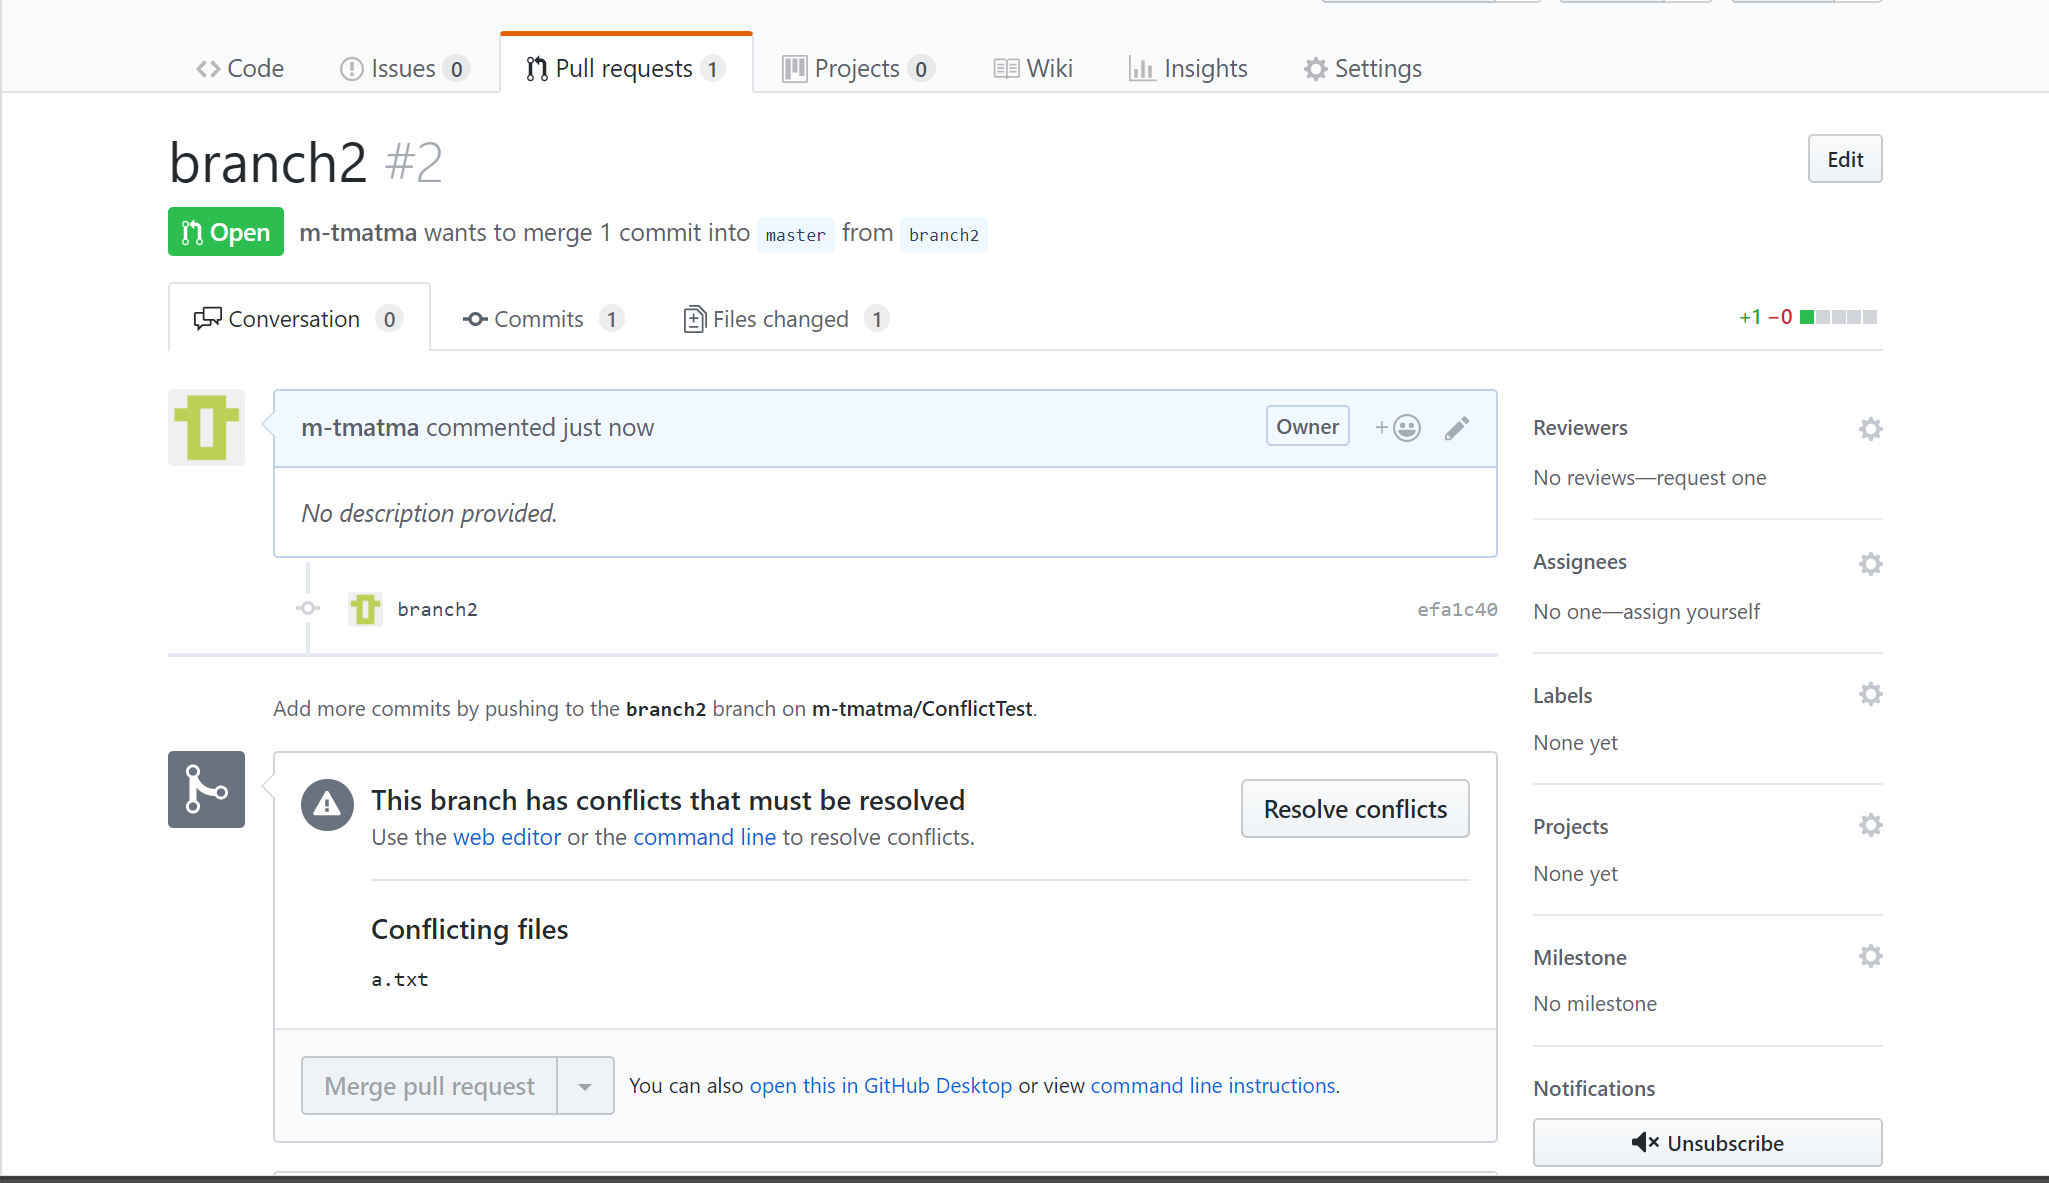 Code Issues 0 Pull requests 1 Projects 0 Wiki Insights Settings
branch2 #2
Edit
Open m-tmatma wants to merge 1 commit into master from branch2
Conversation 0 Commits 1 Files changed 1
+1 −0
m-tmatma commented just now
Owner
+
No description provided.
branch2
efa1c40
Add more commits by pushing to the branch2 branch on m-tmatma/ConflictTest.
This branch has conflicts that must be resolved
Use the web editor or the command line to resolve conflicts.
Resolve conflicts
Conflicting files
a.txt
Merge pull request
You can also open this in GitHub Desktop or view command line instructions.
Reviewers
No reviews—request one
Assignees
No one—assign yourself
Labels
None yet
Projects
None yet
Milestone
No milestone
Notifications
Unsubscribe